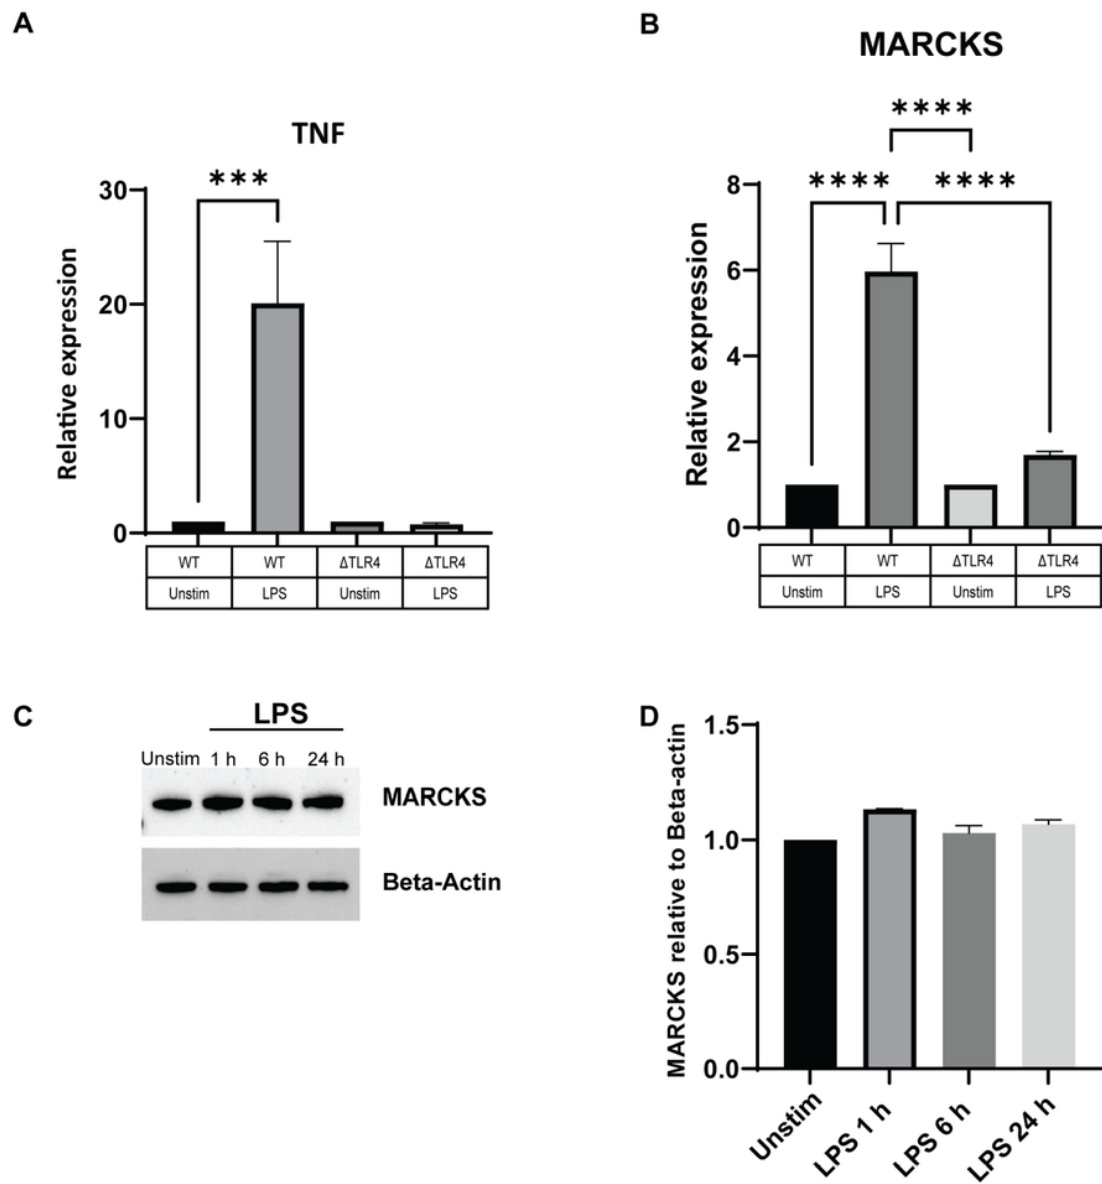 A
TNF
***
30
20
10
0
Relative expression
WT WT ΔTLR4 ΔTLR4
Unstim LPS Unstim LPS
B
MARCKS
****
**** ****
8
6
4
2
0
Relative expression
WT WT ΔTLR4 ΔTLR4
Unstim LPS Unstim LPS
C
LPS
Unstim 1 h 6 h 24 h
MARCKS
Beta-Actin
D
1.5
1.0
0.5
0.0
MARCKS relative to Beta-actin
Unstim
LPS 1 h
LPS 6 h
LPS 24 h